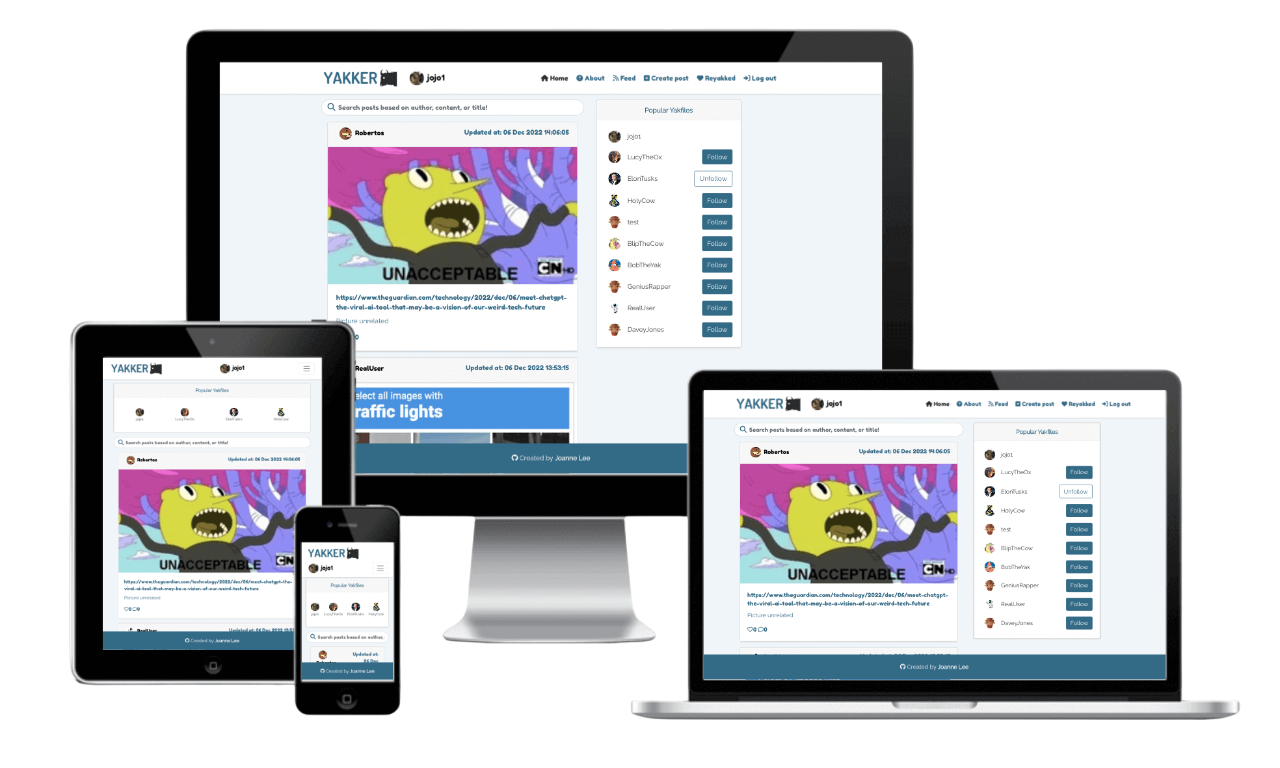 YAKKER
jojo1
Home About Feed Create post Reyakked Log out
Search posts based on author, content, or title!
Robertos
Updated at: 06 Dec 2022 14:06:05
UNACCEPTABLE
CN HD
https://www.theguardian.com/technology/2022/dec/06/meet-chatgpt-
the-viral-ai-tool-that-may-be-a-vision-of-our-weird-tech-future
Picture unrelated
0
RealUser
Updated at: 06 Dec 2022 13:53:15
elect all images with
raffic lights
Popular Yakfiles
jojo1
LucyTheOx Follow
ElonTusks Unfollow
HolyCow Follow
test Follow
BlipTheCow Follow
BobTheYak Follow
GeniusRapper Follow
RealUser Follow
DaveyJones Follow
Created by Joanne Lee
YAKKER
jojo1
Popular Yakfiles
jojo1 LucyTheOx ElonTusks HolyCow
Search posts based on author, content, or title!
Robertos
Updated at: 06 Dec 2022 14:06:05
UNACCEPTABLE
CN
https://www.theguardian.com/technology/2022/dec/06/meet-chatgpt-the-
viral-ai-tool-that-may-be-a-vision-of-our-weird-tech-future
Picture unrelated
0 0
RealUser
Updated at: 06 Dec 2022 13:53:15
Created by Joanne Lee
YAKKER
jojo1
Popular Yakfiles
jojo1 LucyTheOx ElonTusks HolyCow
Search posts based on author,
Robertos
Updated at:
06 Dec
Created by Joanne Lee
YAKKER
jojo1
Home About Feed Create post Reyakked Log out
Search posts based on author, content, or title!
Robertos
Updated at: 06 Dec 2022 14:06:05
UNACCEPTABLE
CN HD
https://www.theguardian.com/technology/2022/dec/06/meet-chatgpt-
the-viral-ai-tool-that-may-be-a-vision-of-our-weird-tech-future
Picture unrelated
0 0
Popular Yakfiles
jojo1
LucyTheOx Follow
ElonTusks Unfollow
HolyCow Follow
test Follow
BlipTheCow Follow
BobTheYak Follow
GeniusRapper Follow
RealUser Follow
DaveyJones Follow
Created by Joanne Lee